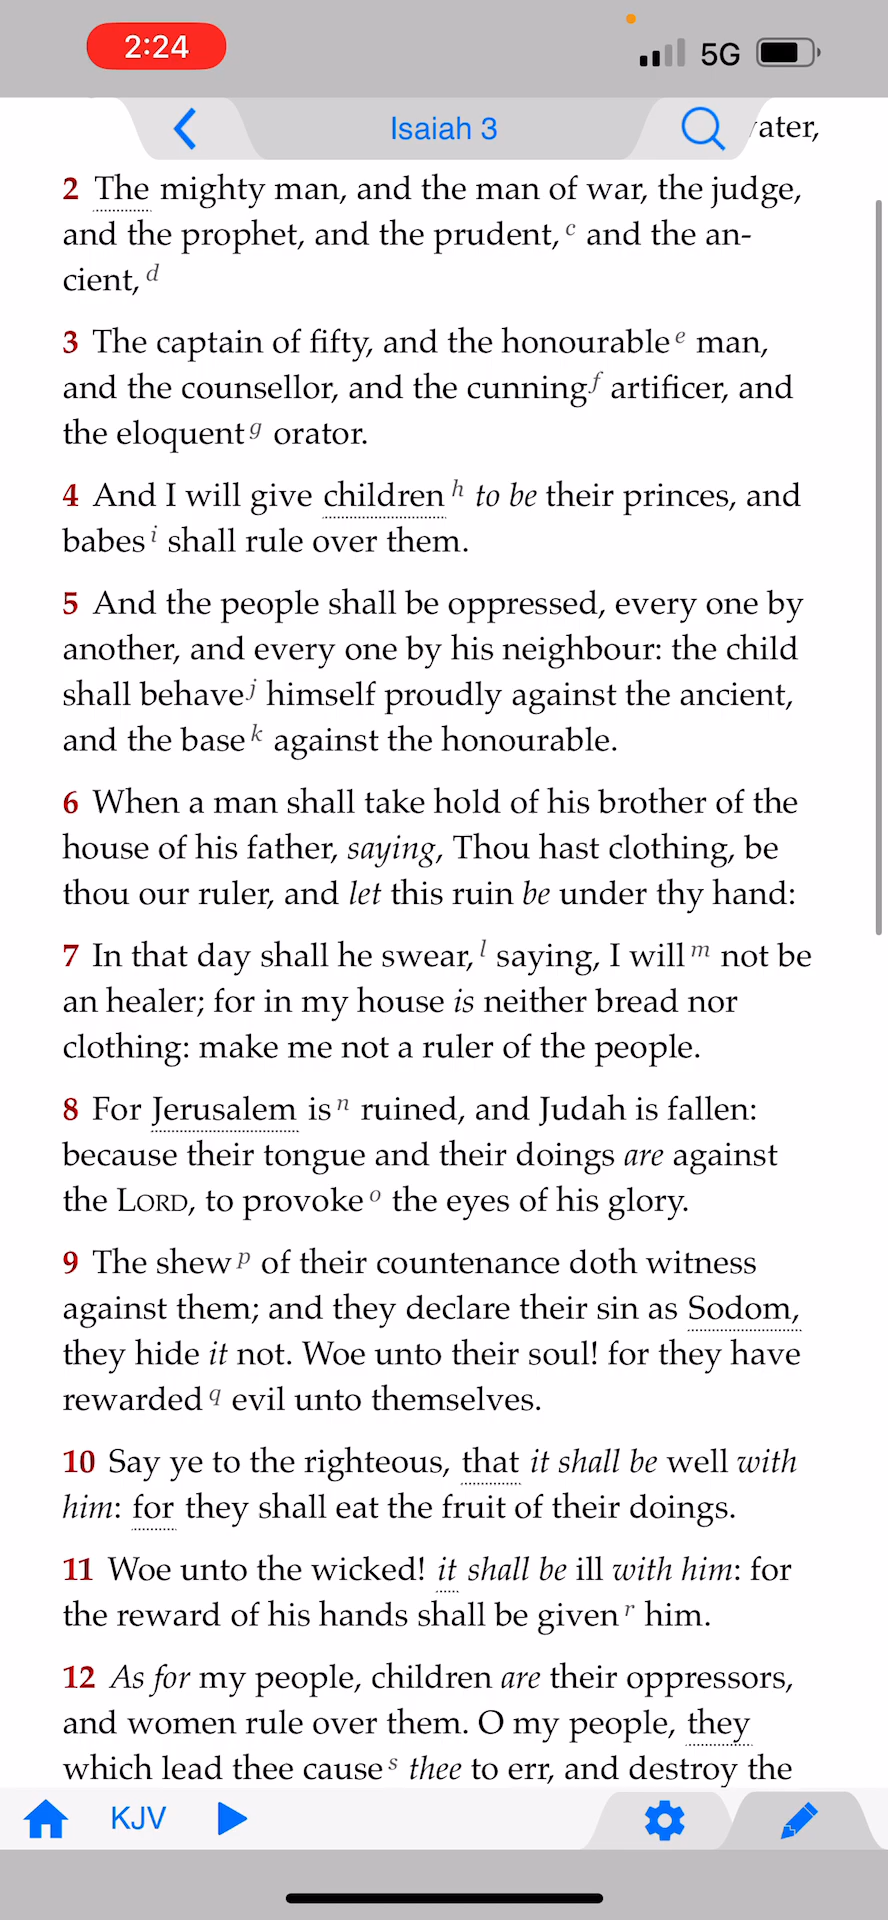 2:24
5G
Isaiah 3
ater,
2 The mighty man, and the man of war, the judge,
and the prophet, and the prudent, c and the an-
cient, d
3 The captain of fifty, and the honourable e man,
and the counsellor, and the cunning f artificer, and
the eloquent g orator.
4 And I will give children h to be their princes, and
babes i shall rule over them.
5 And the people shall be oppressed, every one by
another, and every one by his neighbour: the child
shall behave j himself proudly against the ancient,
and the base k against the honourable.
6 When a man shall take hold of his brother of the
house of his father, saying, Thou hast clothing, be
thou our ruler, and let this ruin be under thy hand:
7 In that day shall he swear, l saying, I will m not be
an healer; for in my house is neither bread nor
clothing: make me not a ruler of the people.
8 For Jerusalem is n ruined, and Judah is fallen:
because their tongue and their doings are against
the LORD, to provoke o the eyes of his glory.
9 The shew p of their countenance doth witness
against them; and they declare their sin as Sodom,
they hide it not. Woe unto their soul! for they have
rewarded q evil unto themselves.
10 Say ye to the righteous, that it shall be well with
him: for they shall eat the fruit of their doings.
11 Woe unto the wicked! it shall be ill with him: for
the reward of his hands shall be given r him.
12 As for my people, children are their oppressors,
and women rule over them. O my people, they
which lead thee cause s thee to err, and destroy the
KJV